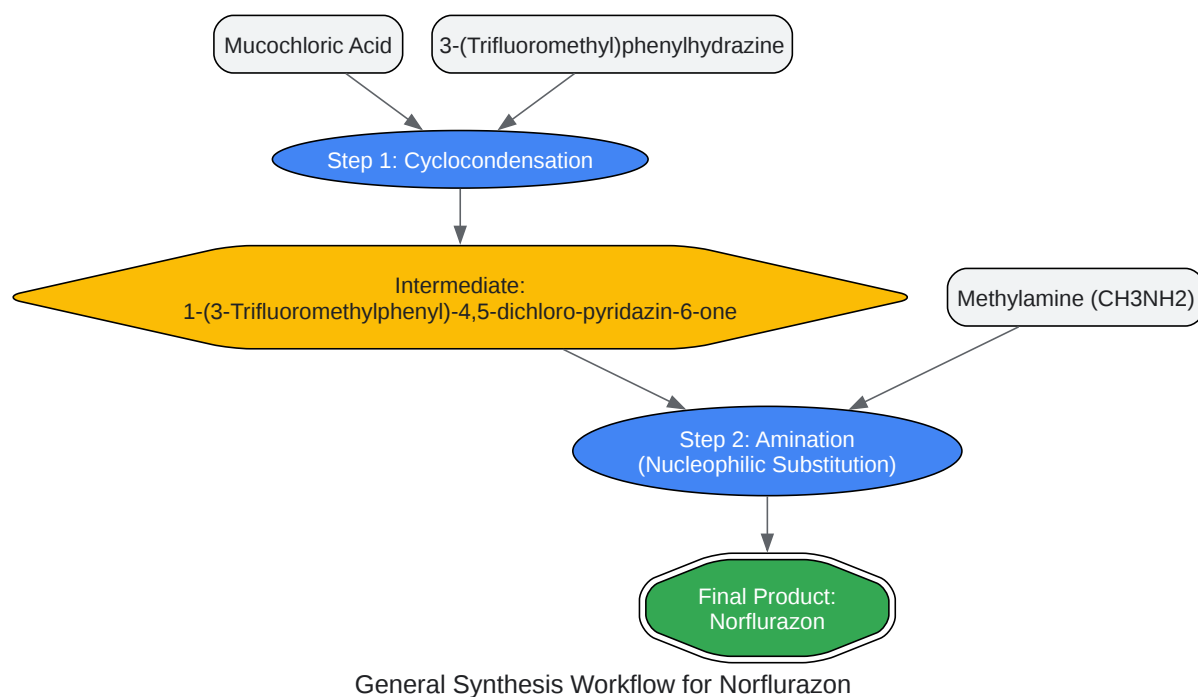 Mucochloric Acid
3-(Trifluoromethyl)phenylhydrazine
Step 1: Cyclocondensation
Intermediate:
1-(3-Trifluoromethylphenyl)-4,5-dichloro-pyridazin-6-one
Methylamine (CH3NH2)
Step 2: Amination
(Nucleophilic Substitution)
Final Product:
Norflurazon
General Synthesis Workflow for Norflurazon